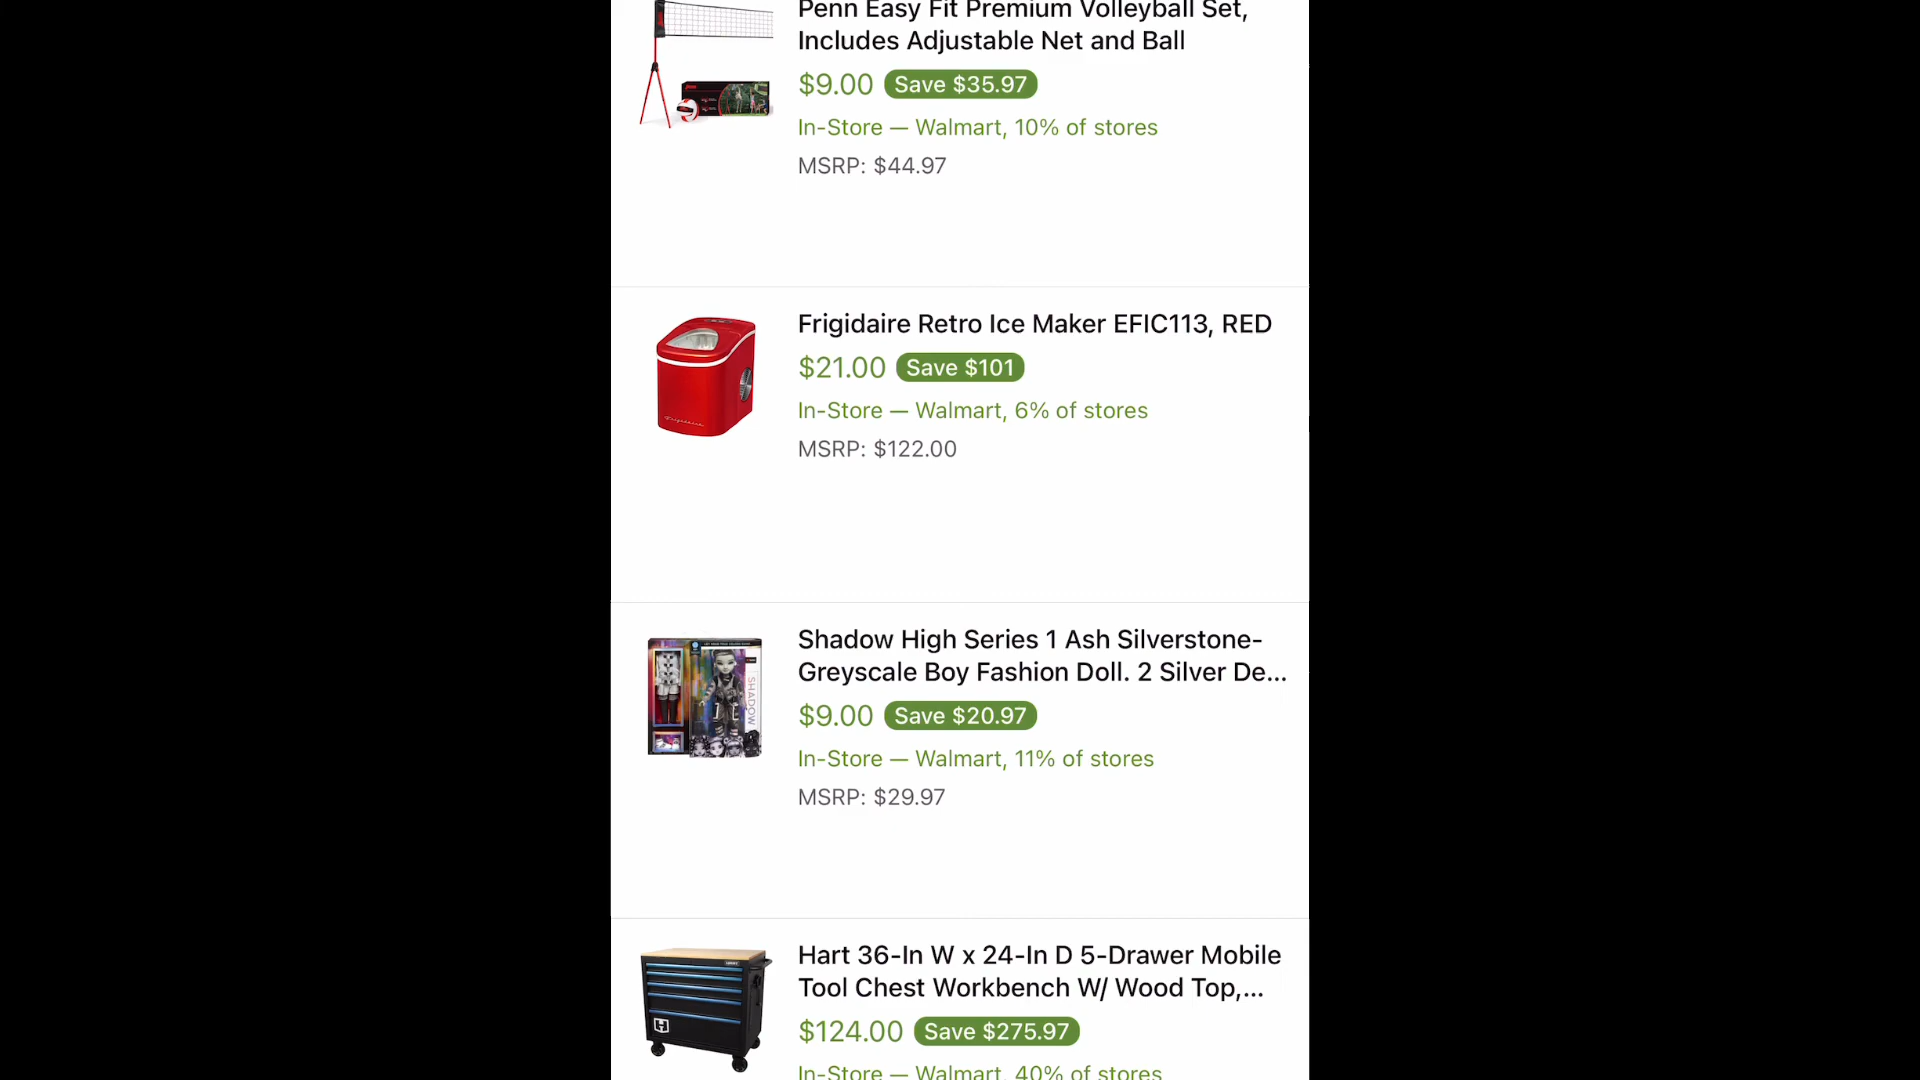 Penn Easy Fit Premium Volleyball Set,
Includes Adjustable Net and Ball
$9.00 Save $35.97
In-Store — Walmart, 10% of stores
MSRP: $44.97
Frigidaire Retro Ice Maker EFIC113, RED
$21.00 Save $101
In-Store — Walmart, 6% of stores
MSRP: $122.00
Shadow High Series 1 Ash Silverstone-
Greyscale Boy Fashion Doll. 2 Silver De...
SHADOW
$9.00 Save $20.97
In-Store — Walmart, 11% of stores
MSRP: $29.97
Hart 36-In W x 24-In D 5-Drawer Mobile
Tool Chest Workbench W/ Wood Top,...
$124.00 Save $275.97
In-Store — Walmart, 40% of stores